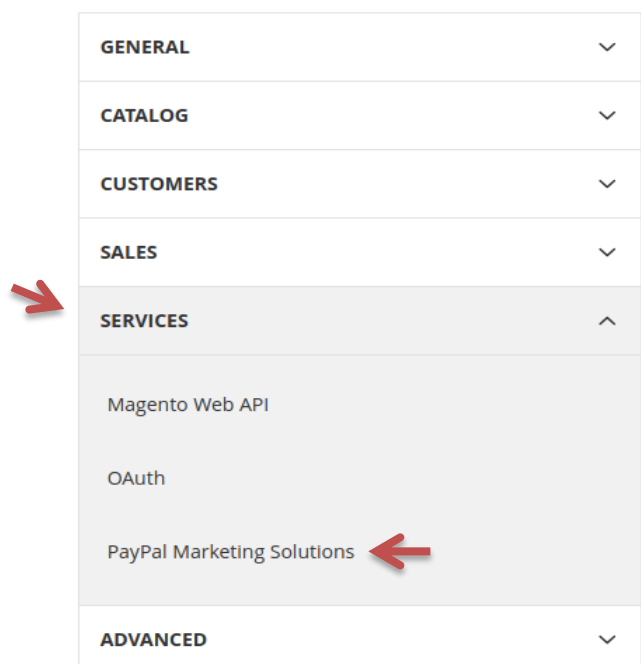 GENERAL
CATALOG
CUSTOMERS
SALES
SERVICES
Magento Web API
OAuth
PayPal Marketing Solutions
ADVANCED